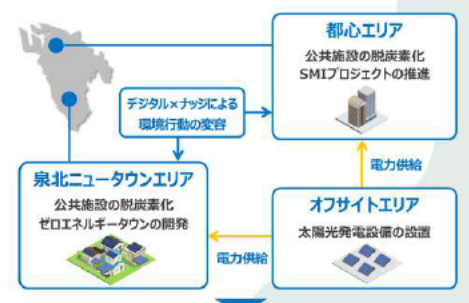 都心エリア
公共施設の脱炭素化
SMIプロジェクトの推進
デジタル×ナッジによる
環境行動の変容
電力供給
泉北ニュータウンエリア
公共施設の脱炭素化
ゼロエネルギータウンの開発
オフサイトエリア
太陽光発電設備の設置
電力供給